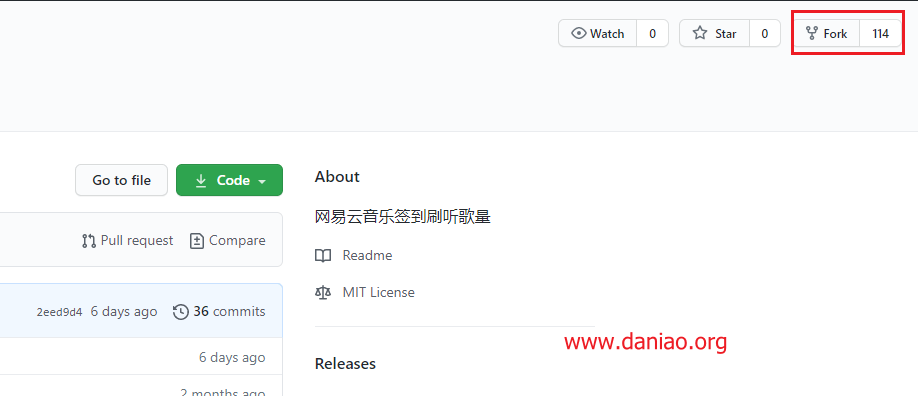 Watch 0 Star 0 Fork 114
Go to file Code
About
网易云音乐签到刷听歌量
Pull request Compare
Readme
MIT License
2eed9d4 6 days ago 36 commits
www.daniao.org
6 days ago
Releases
2 months ago